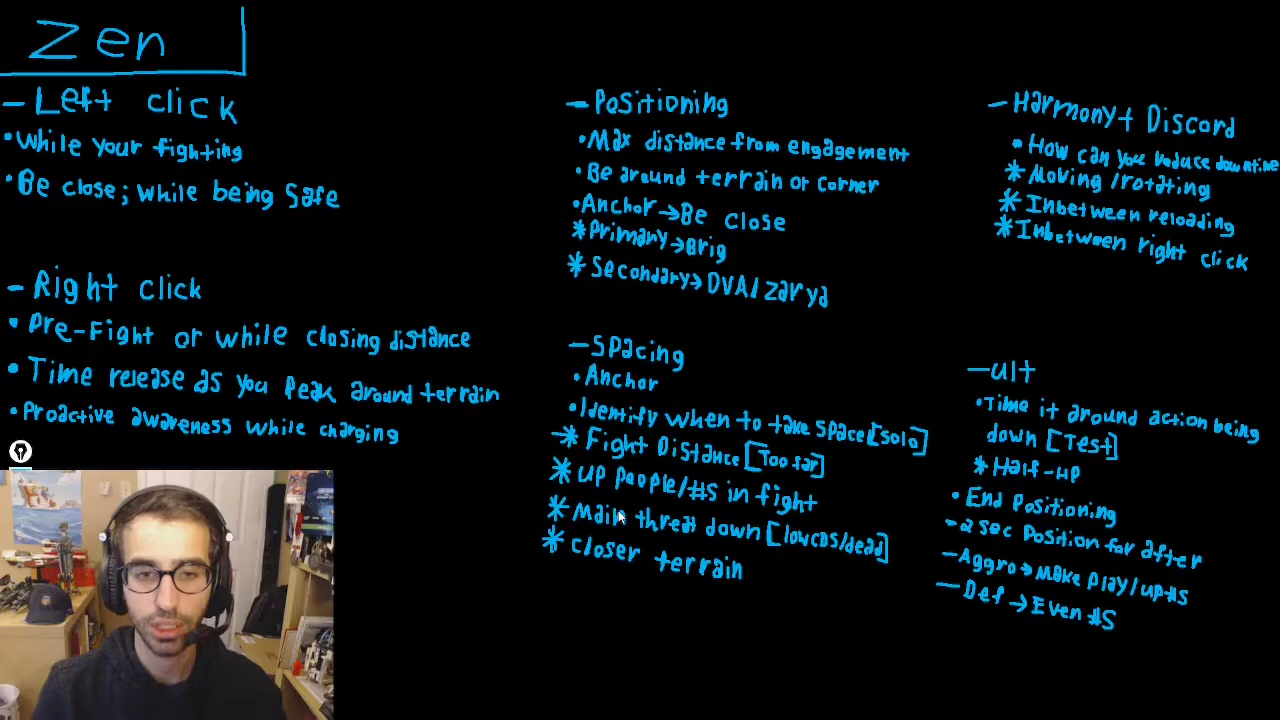 Zen
- Left click
• While your fighting
• Be close; while being safe
- Right click
• Pre-Fight or while closing distance
• Time release as you Peak around terrain
• Proactive awareness while charging
- Positioning
• Max distance from engagement
• Be around terrain or corner
• Anchor → Be close
* Primary → Brig
* Secondary → DVA/Zarya
- Spacing
• Anchor
• Identify when to take space [solo]
* Fight Distance [Too far]
* UP people/#s in fight
* Main threat down [low CDS/dead]
* closer terrain
- Harmony + Discord
• How can you reduce downtime
* Moving/rotating
* Inbetween reloading
* Inbetween right click
- ult
• Time it around action being
down [Test]
* Half-HP
• End Positioning
- 2 sec Position for after
- Aggro → Make play/up #s
- Def → Even #s